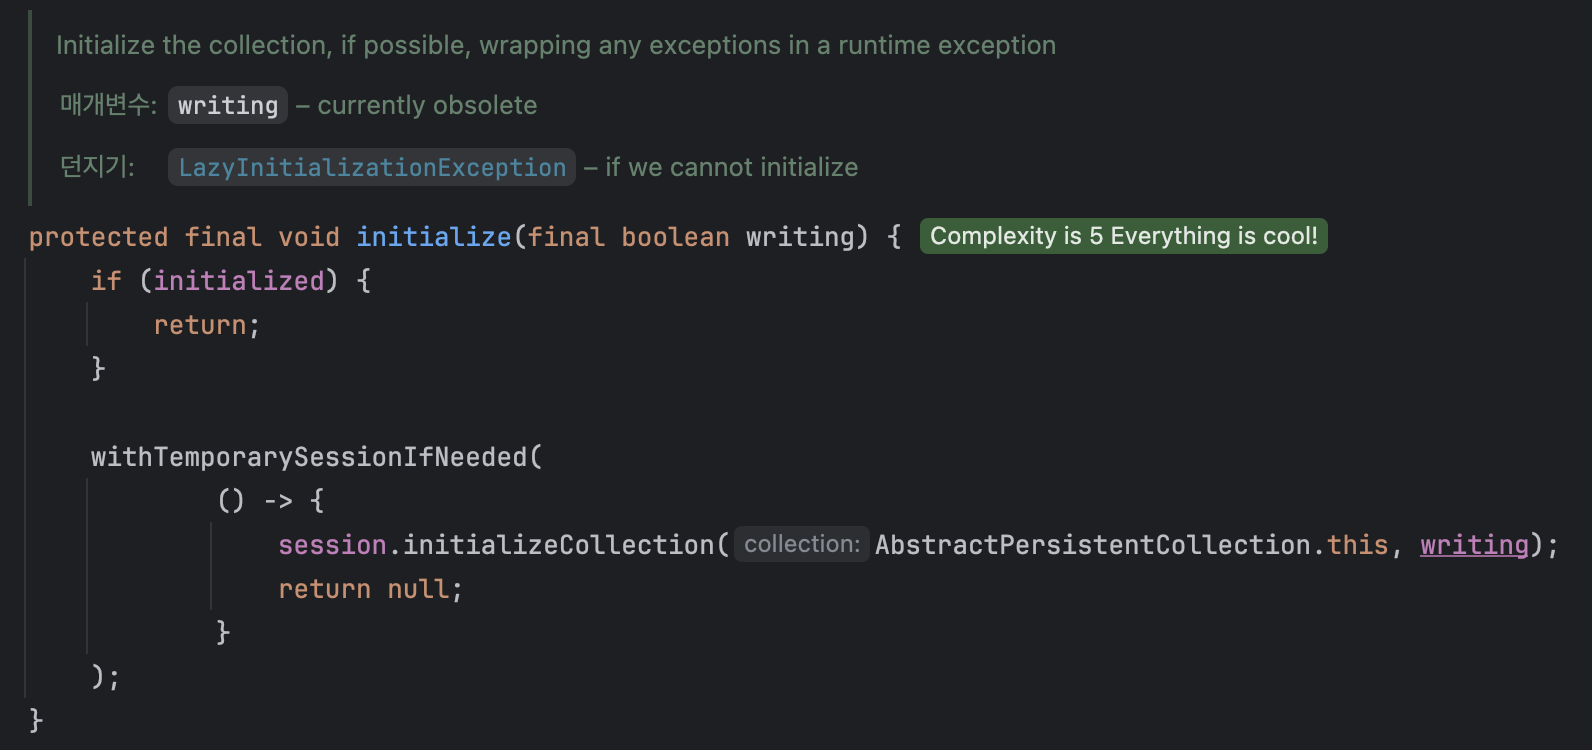 Initialize the collection, if possible, wrapping any exceptions in a runtime exception
매개변수: writing – currently obsolete
던지기: LazyInitializationException – if we cannot initialize
protected final void initialize(final boolean writing) { Complexity is 5 Everything is cool!
if (initialized) {
return;
}
withTemporarySessionIfNeeded(
() -> {
session.initializeCollection( collection: AbstractPersistentCollection.this, writing);
return null;
}
);
}